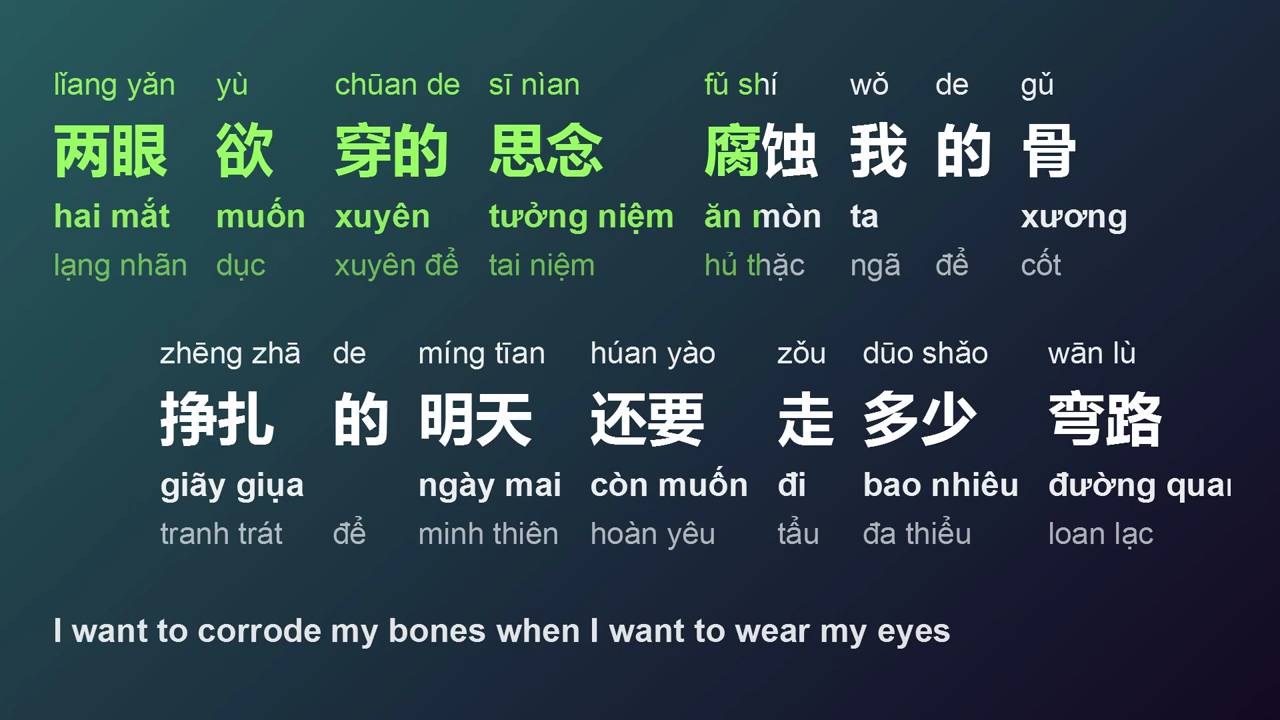 lǐang yǎn yù chūan de sī nìan fǔ shí wǒ de gǔ
两眼 欲 穿的 思念 腐蚀 我 的 骨
hai mắt muốn xuyên tưởng niệm ăn mòn ta xương
lạng nhãn dục xuyên để tai niệm hủ thặc ngã để cốt
zhēng zhā de míng tīan húan yào zǒu dūo shǎo wān lù
挣扎 的 明天 还要 走 多少 弯路
giãy giụa ngày mai còn muốn đi bao nhiêu đường
tranh trát để minh thiên hoàn yêu tẩu đa thiểu loan lạc
I want to corrode my bones when I want to wear my eyes